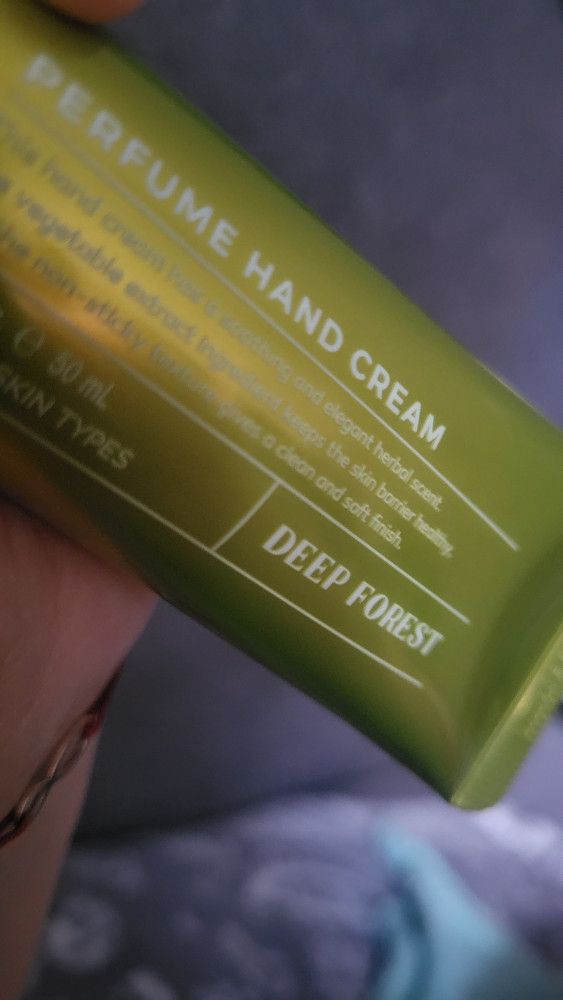 PERFUME HAND CREAM
This hand cream has a soothing and elegant herbal scent.
vegetable extract ingredient keeps the skin barrier healthy,
the non-sticky texture gives a clean and soft finish.
℮ 50 mL
SKIN TYPES
DEEP FOREST